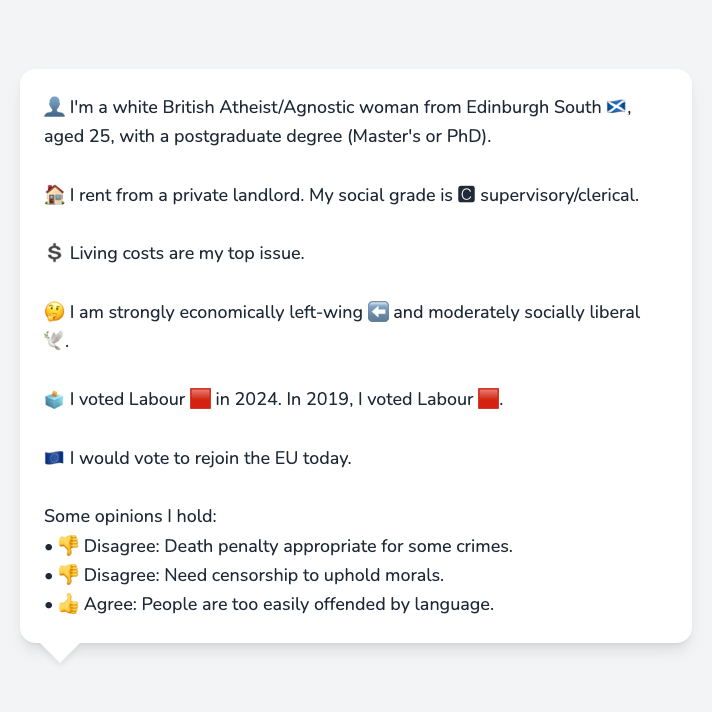 👤 I'm a white British Atheist/Agnostic woman from Edinburgh South 🏴󠁧󠁢󠁳󠁣󠁴󠁿,
aged 25, with a postgraduate degree (Master's or PhD).
🏠 I rent from a private landlord. My social grade is 🅲 supervisory/clerical.
💲 Living costs are my top issue.
🤔 I am strongly economically left-wing ⬅️ and moderately socially liberal
🕊️.
🗳️ I voted Labour 🟥 in 2024. In 2019, I voted Labour 🟥.
🇪🇺 I would vote to rejoin the EU today.
Some opinions I hold:
• 👎 Disagree: Death penalty appropriate for some crimes.
• 👎 Disagree: Need censorship to uphold morals.
• 👍 Agree: People are too easily offended by language.